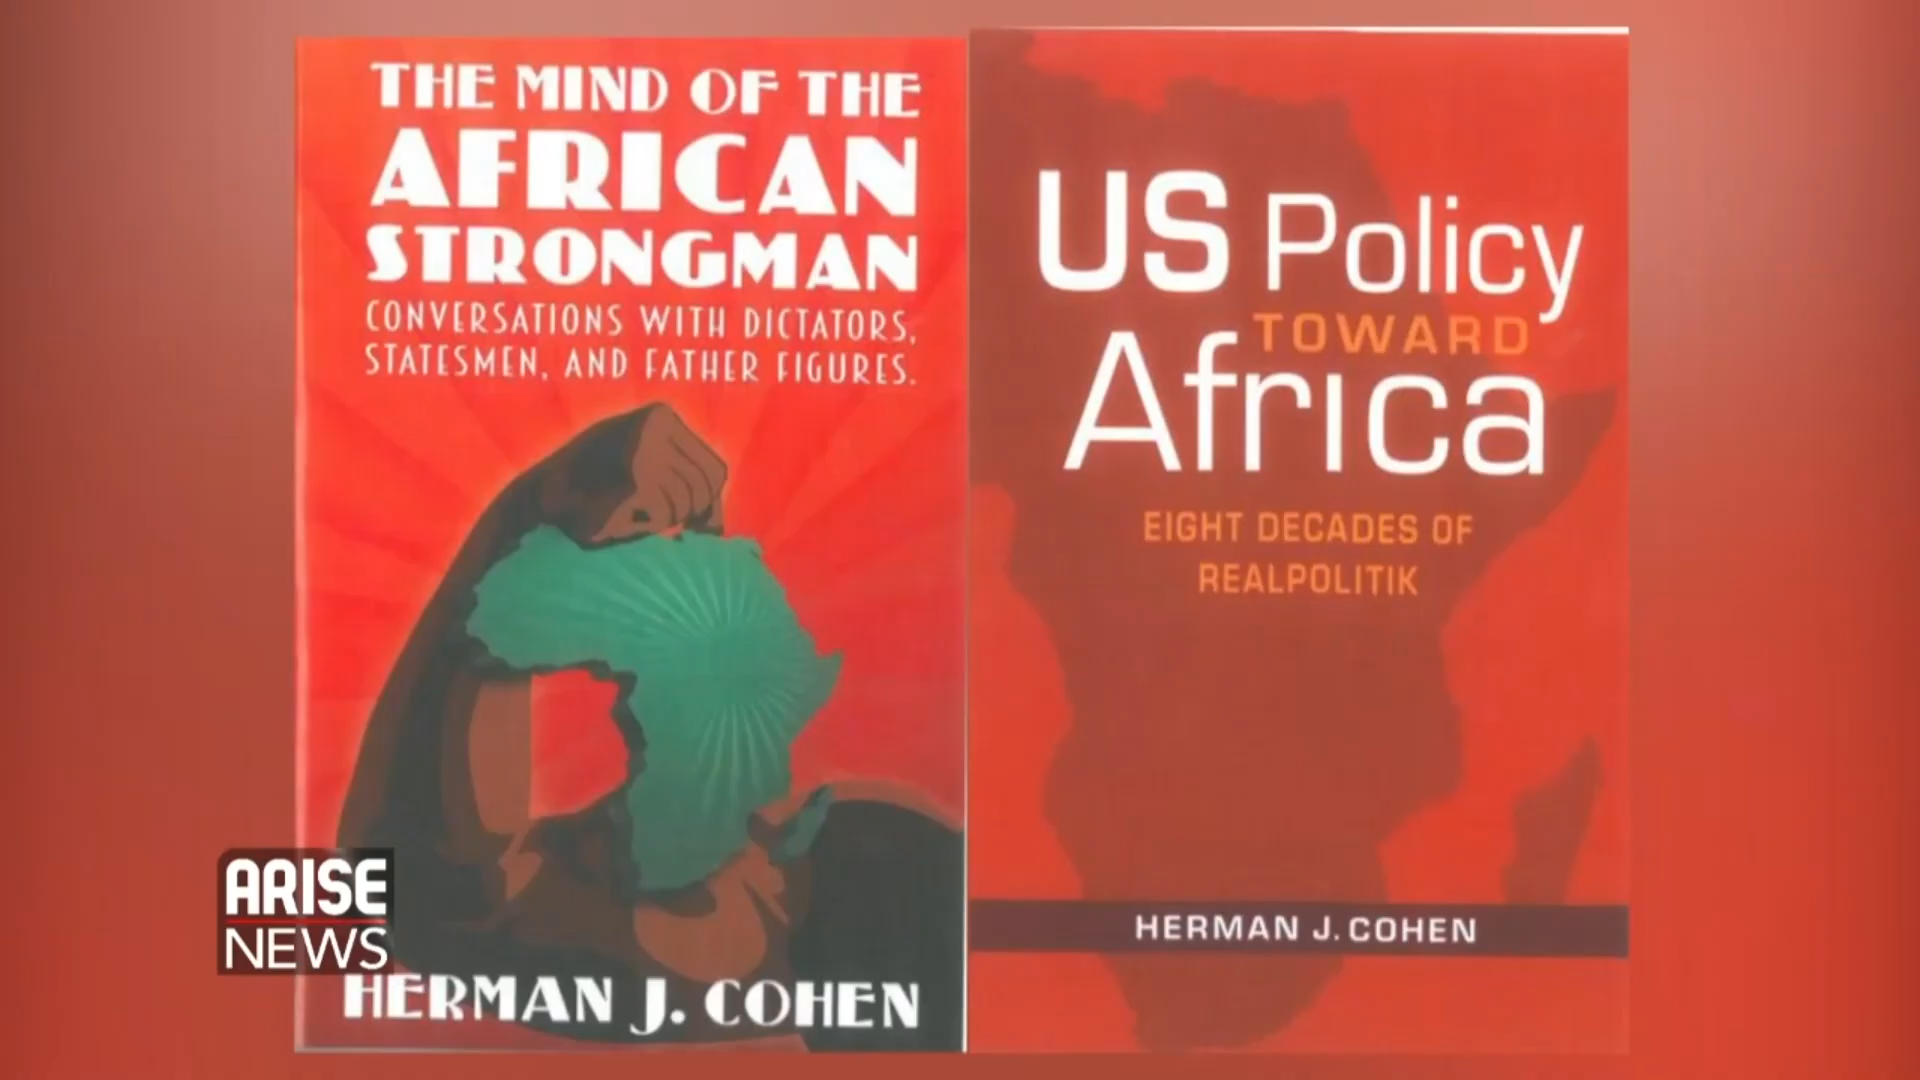 THE MIND OF THE
AFRICAN
STRONGMAN
CONVERSATIONS WITH DICTATORS,
STATESMEN, AND FATHER FIGURES.
HERMAN J. COHEN
US Policy
TOWARD
Africa
EIGHT DECADES OF
REALPOLITIK
HERMAN J. COHEN
ARISE
NEWS